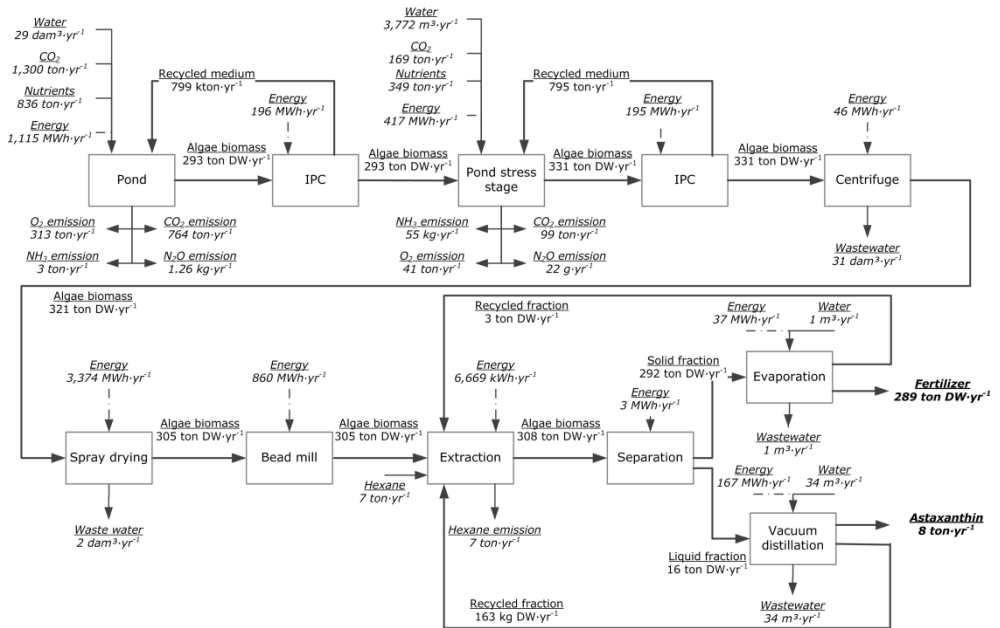 Water
29 dam³·yr⁻¹
CO₂
1,300 ton·yr⁻¹
Nutrients
836 ton·yr⁻¹
Energy
1,115 MWh·yr⁻¹
Recycled medium
799 kton·yr⁻¹
Energy
196 MWh·yr⁻¹
Pond
Algae biomass
293 ton DW·yr⁻¹
IPC
Algae biomass
293 ton DW·yr⁻¹
O₂ emission
313 ton·yr⁻¹
CO₂ emission
764 ton·yr⁻¹
NH₃ emission
3 ton·yr⁻¹
N₂O emission
1.26 kg·yr⁻¹
Water
3,772 m³·yr⁻¹
CO₂
169 ton·yr⁻¹
Nutrients
349 ton·yr⁻¹
Energy
417 MWh·yr⁻¹
Recycled medium
795 ton·yr⁻¹
Energy
195 MWh·yr⁻¹
Energy
46 MWh·yr⁻¹
Pond stress
stage
Algae biomass
331 ton DW·yr⁻¹
IPC
Algae biomass
331 ton DW·yr⁻¹
Centrifuge
NH₃ emission
55 kg·yr⁻¹
CO₂ emission
99 ton·yr⁻¹
O₂ emission
41 ton·yr⁻¹
N₂O emission
22 g·yr⁻¹
Wastewater
31 dam³·yr⁻¹
Algae biomass
321 ton DW·yr⁻¹
Energy
3,374 MWh·yr⁻¹
Spray drying
Waste water
2 dam³·yr⁻¹
Algae biomass
305 ton DW·yr⁻¹
Energy
860 MWh·yr⁻¹
Bead mill
Algae biomass
305 ton DW·yr⁻¹
Recycled fraction
3 ton DW·yr⁻¹
Energy
6,669 kWh·yr⁻¹
Extraction
Hexane
7 ton·yr⁻¹
Hexane emission
7 ton·yr⁻¹
Algae biomass
308 ton DW·yr⁻¹
Energy
3 MWh·yr⁻¹
Separation
Solid fraction
292 ton DW·yr⁻¹
Energy
37 MWh·yr⁻¹
Water
1 m³·yr⁻¹
Evaporation
Fertilizer
289 ton DW·yr⁻¹
Wastewater
1 m³·yr⁻¹
Energy
167 MWh·yr⁻¹
Water
34 m³·yr⁻¹
Vacuum
distillation
Astaxanthin
8 ton·yr⁻¹
Liquid fraction
16 ton DW·yr⁻¹
Wastewater
34 m³·yr⁻¹
Recycled fraction
163 kg DW·yr⁻¹